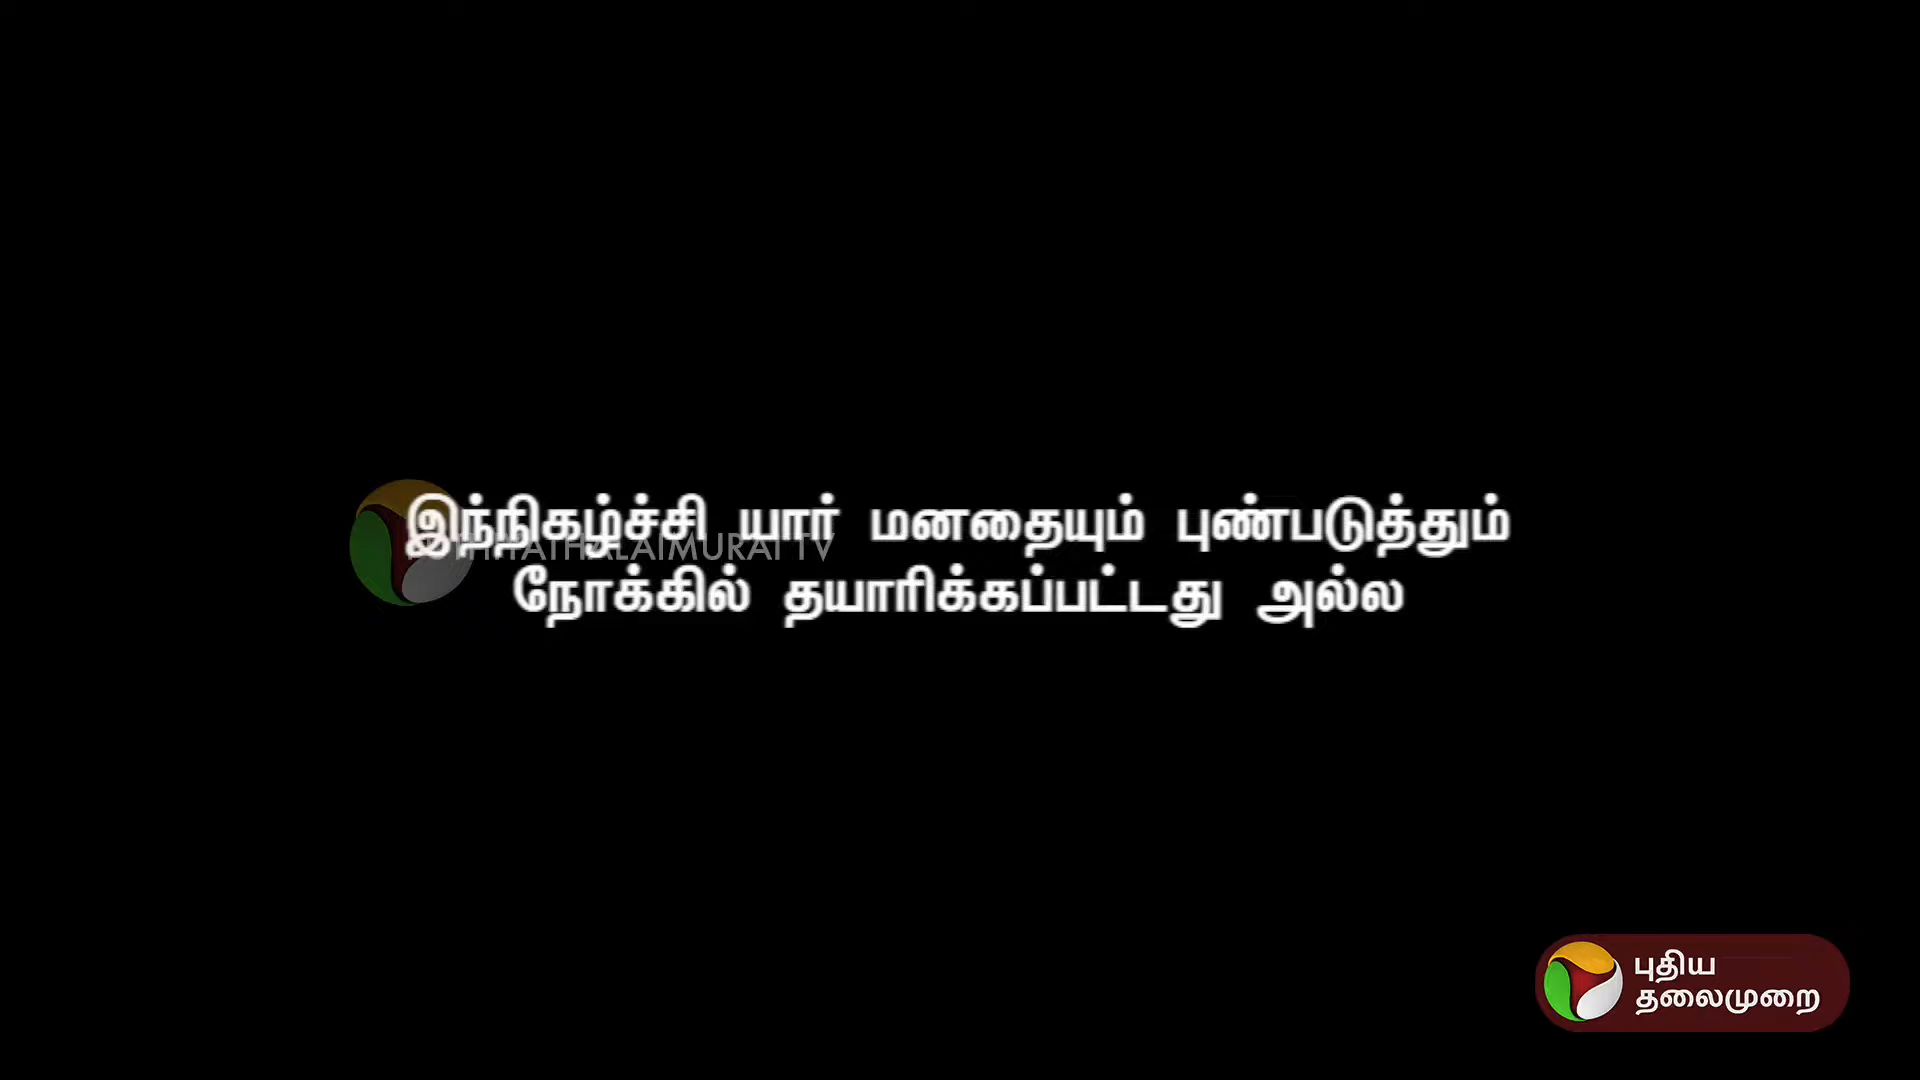 இந்நிகழ்ச்சி யார் மனதையும் புண்படுத்தும்
நோக்கில் தயாரிக்கப்பட்டது அல்ல
புதிய
தலைமுறை